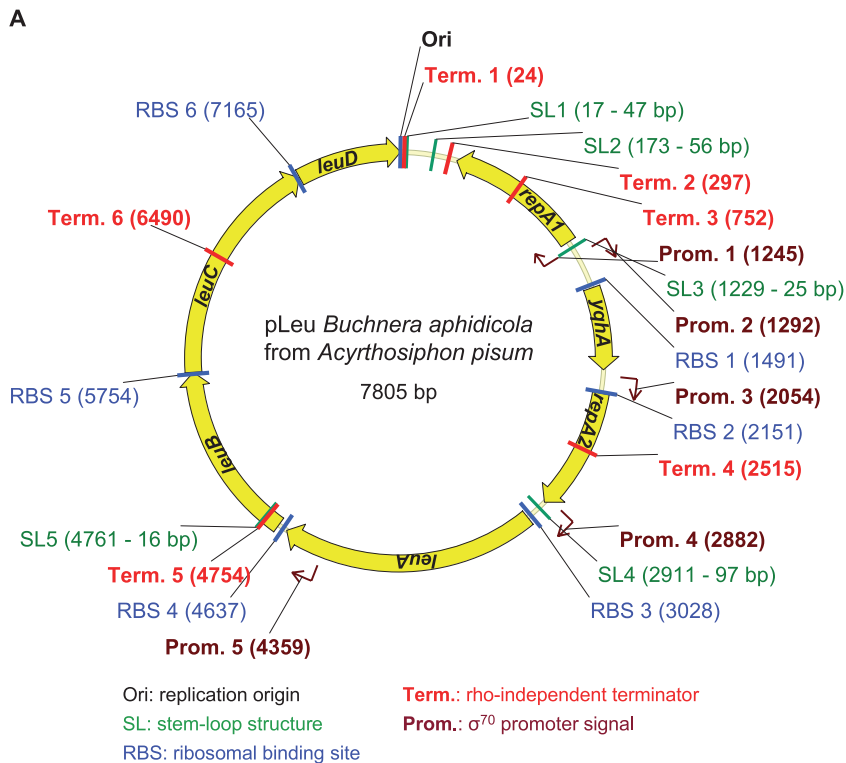 A
Ori
Term. 1 (24)
RBS 6 (7165)
SL1 (17 - 47 bp)
SL2 (173 - 56 bp)
leuD
Term. 2 (297)
repA1
Term. 6 (6490)
Term. 3 (752)
Prom. 1 (1245)
leuC
SL3 (1229 - 25 bp)
pLeu Buchnera aphidicola
yqhA
Prom. 2 (1292)
from Acyrthosiphon pisum
RBS 1 (1491)
7805 bp
RBS 5 (5754)
Prom. 3 (2054)
repA2
RBS 2 (2151)
leuB
Term. 4 (2515)
SL5 (4761 - 16 bp)
Prom. 4 (2882)
leuA
Term. 5 (4754)
SL4 (2911 - 97 bp)
RBS 4 (4637)
RBS 3 (3028)
Prom. 5 (4359)
Ori: replication origin
Term.: rho-independent terminator
SL: stem-loop structure
Prom.: σ70 promoter signal
RBS: ribosomal binding site